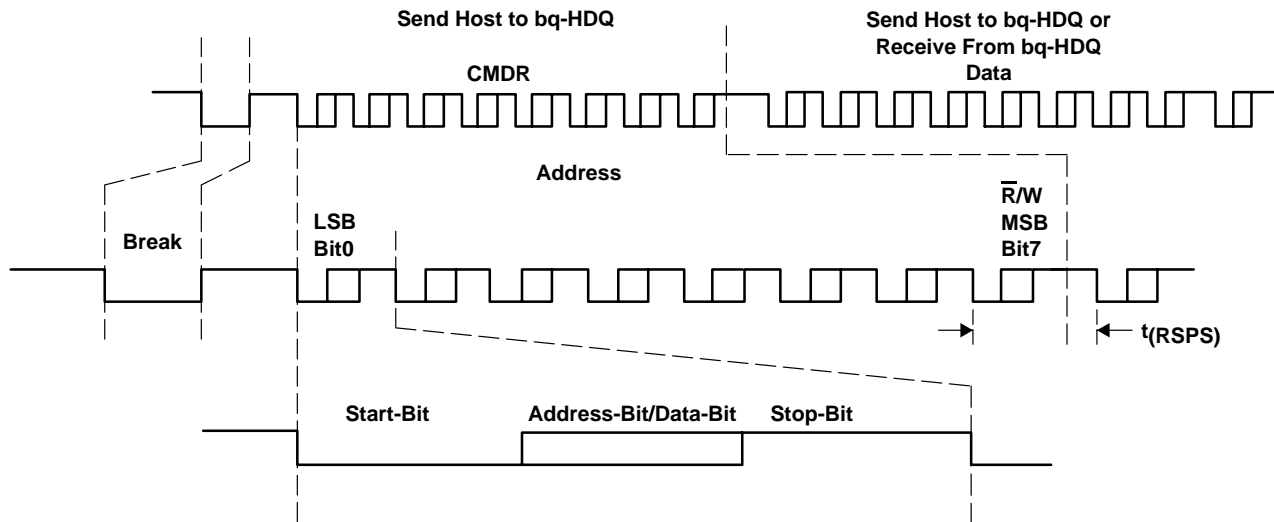 Send Host to bq-HDQ
Send Host to bq-HDQ or
Receive From bq-HDQ
CMDR
Data
Address
R̅/W
LSB
MSB
Break
Bit0
Bit7
t(RSPS)
Start-Bit
Address-Bit/Data-Bit
Stop-Bit